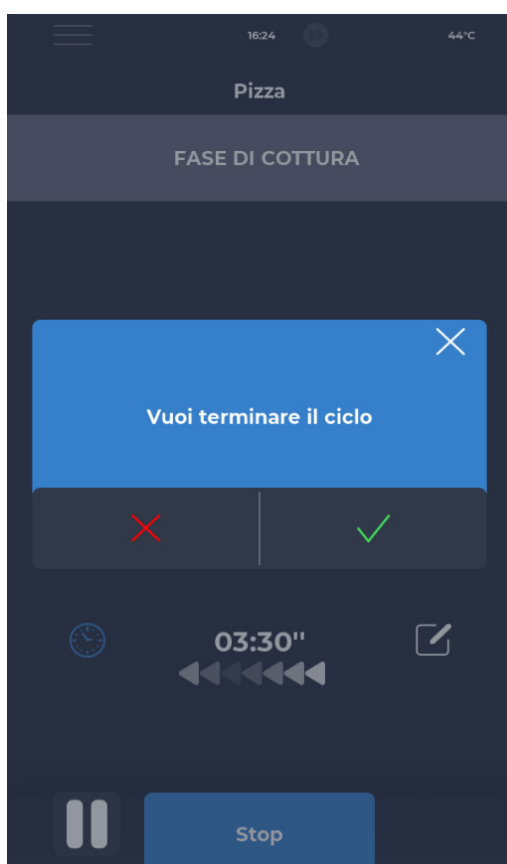 16:24
44°C
Pizza
FASE DI COTTURA
Vuoi terminare il ciclo
03:30''
Stop